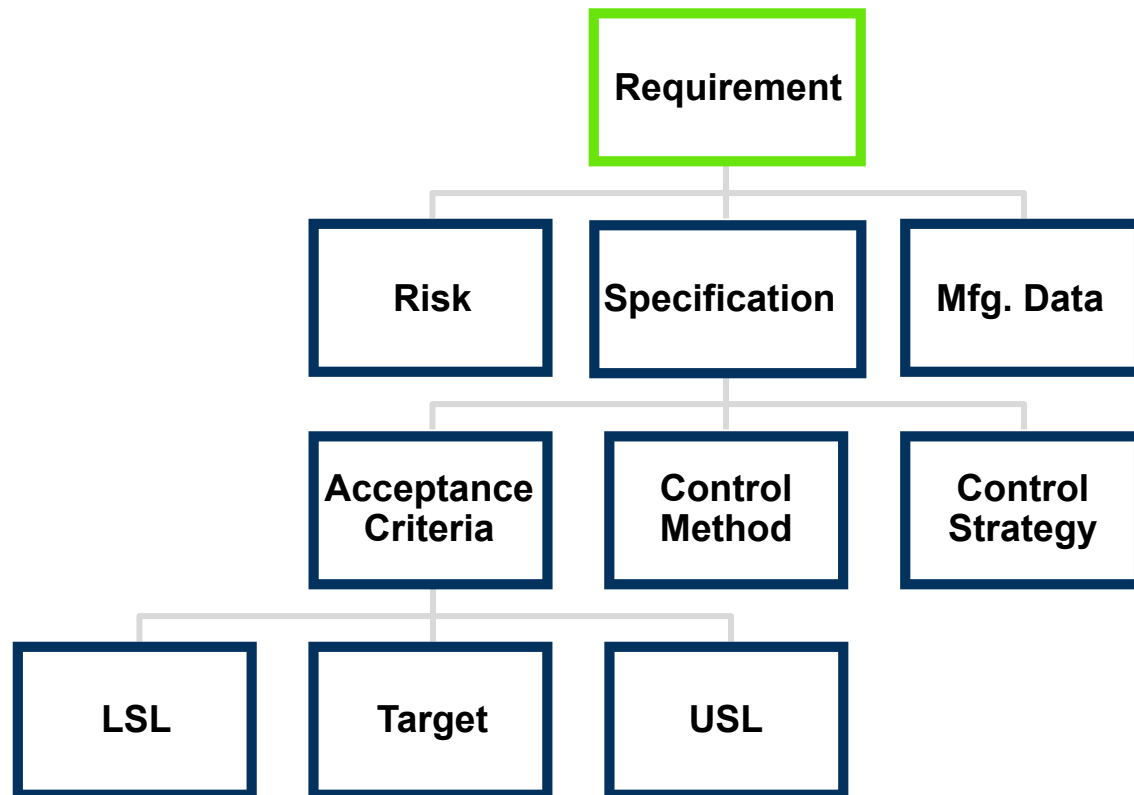 Requirement
Risk
Specification
Mfg. Data
Acceptance
Criteria
Control
Method
Control
Strategy
LSL
Target
USL